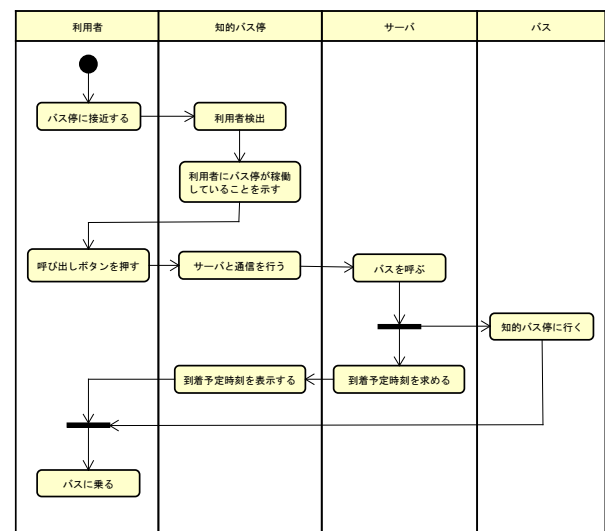 利用者
知的バス停
サーバ
バス
バス停に接近する
利用者検出
利用者にバス停が稼働
していることを示す
呼び出しボタンを押す
サーバと通信を行う
バスを呼ぶ
知的バス停に行く
到着予定時刻を表示する
到着予定時刻を求める
バスに乗る